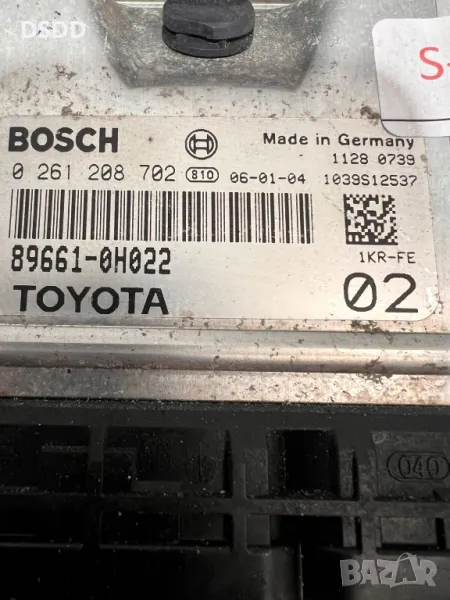 DSDD
S-
BOSCH
Made in Germany
0 261 208 702 810 06-01-04
1128 0739
1039S12537
89661-0H022
1KR-FE
TOYOTA
02
040
BAZAR